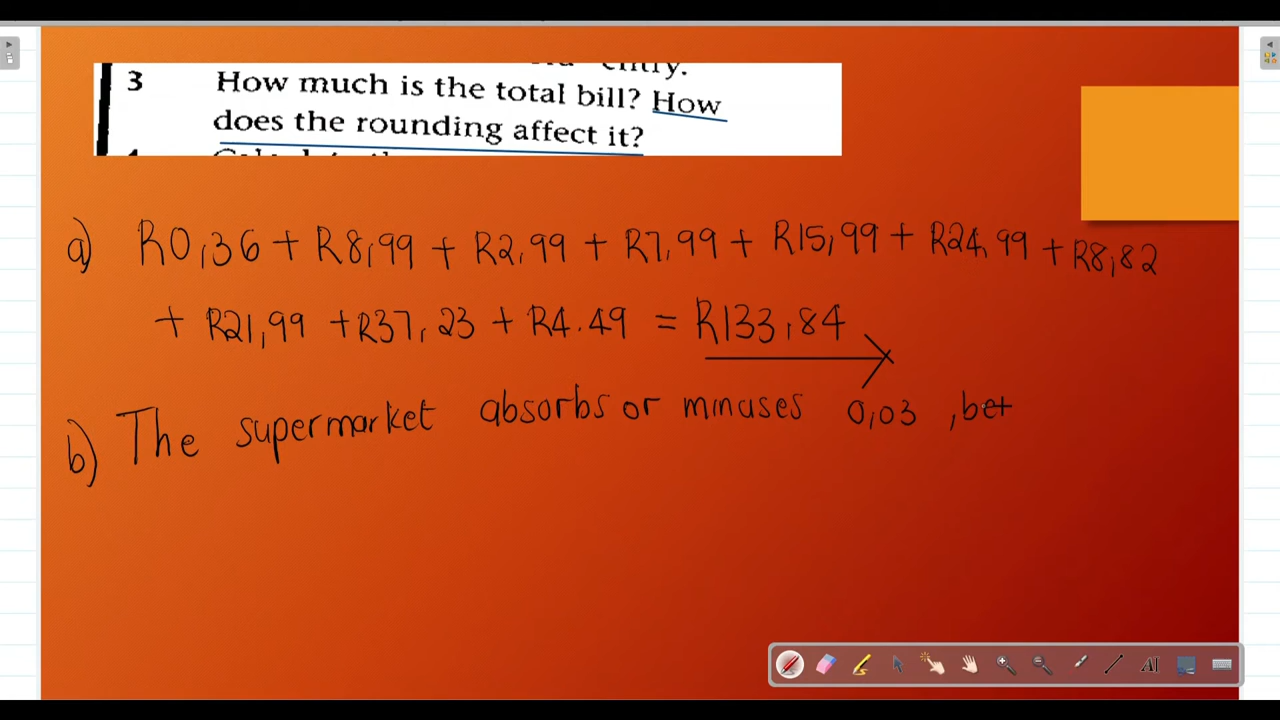 entry.
3 How much is the total bill? How
does the rounding affect it?
a) R0,36 + R8,99 + R2,99 + R7,99 + R15,99 + R24,99 + R8,82
+ R21,99 + R37,23 + R4.49 = R133,84
b) The supermarket absorbs or minuses 0,03 , bet
AI